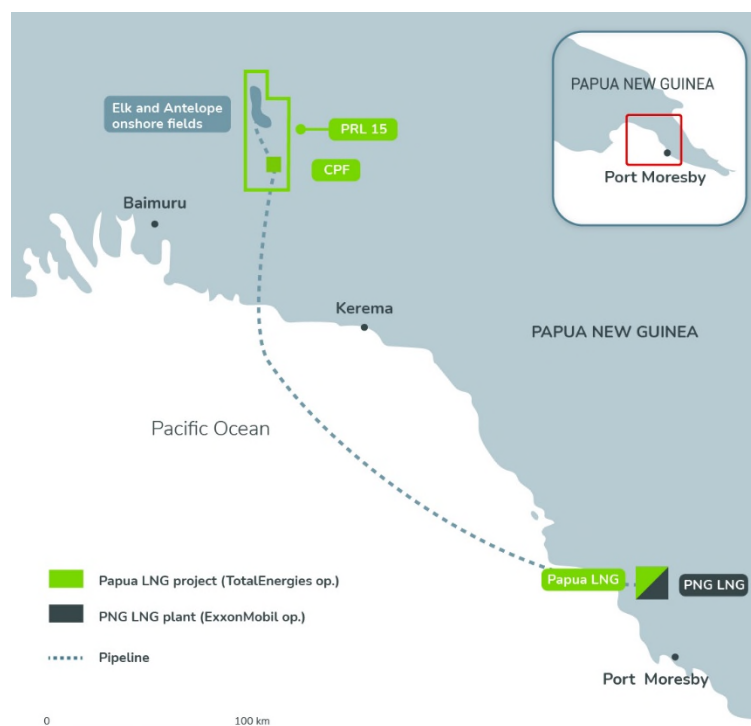 Elk and Antelope
onshore fields
PRL 15
CPF
Baimuru
Kerema
PAPUA NEW GUINEA
Port Moresby
PAPUA NEW GUINEA
Pacific Ocean
Papua LNG
PNG LNG
Port Moresby
Papua LNG project (TotalEnergies op.)
PNG LNG plant (ExxonMobil op.)
Pipeline
0 100 km